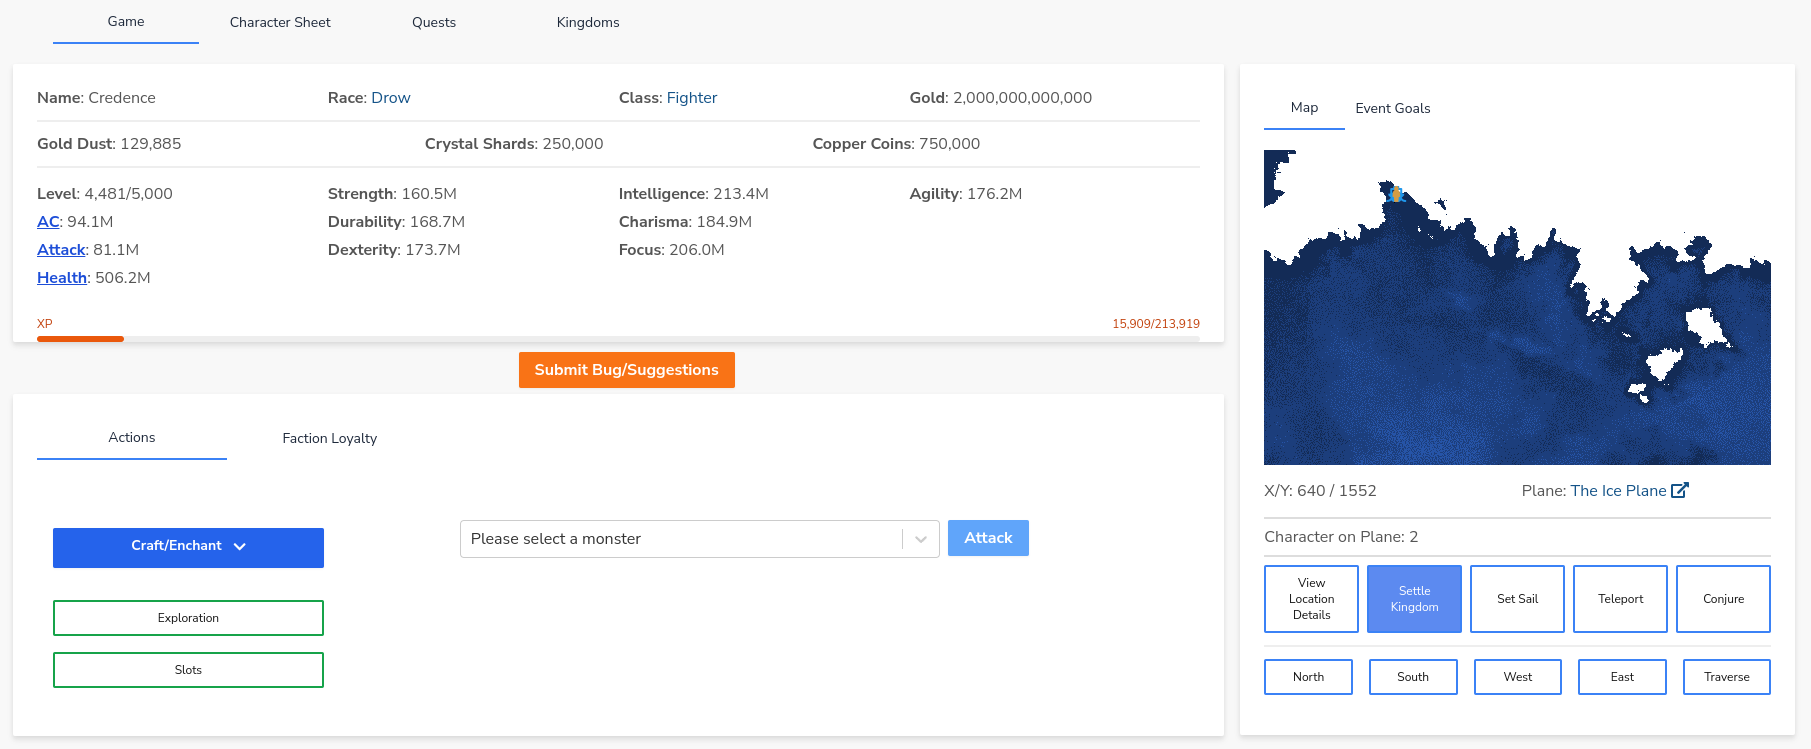 Game Character Sheet Quests Kingdoms
Name: Credence Race: Drow Class: Fighter Gold: 2,000,000,000,000
Gold Dust: 129,885 Crystal Shards: 250,000 Copper Coins: 750,000
Level: 4,481/5,000 Strength: 160.5M Intelligence: 213.4M Agility: 176.2M
AC: 94.1M Durability: 168.7M Charisma: 184.9M
Attack: 81.1M Dexterity: 173.7M Focus: 206.0M
Health: 506.2M
XP 15,909/213,919
Submit Bug/Suggestions
Actions Faction Loyalty
Craft/Enchant
Please select a monster Attack
Exploration
Slots
Map Event Goals
X/Y: 640 / 1552 Plane: The Ice Plane
Character on Plane: 2
View
Location
Details
Settle
Kingdom
Set Sail
Teleport
Conjure
North South West East Traverse